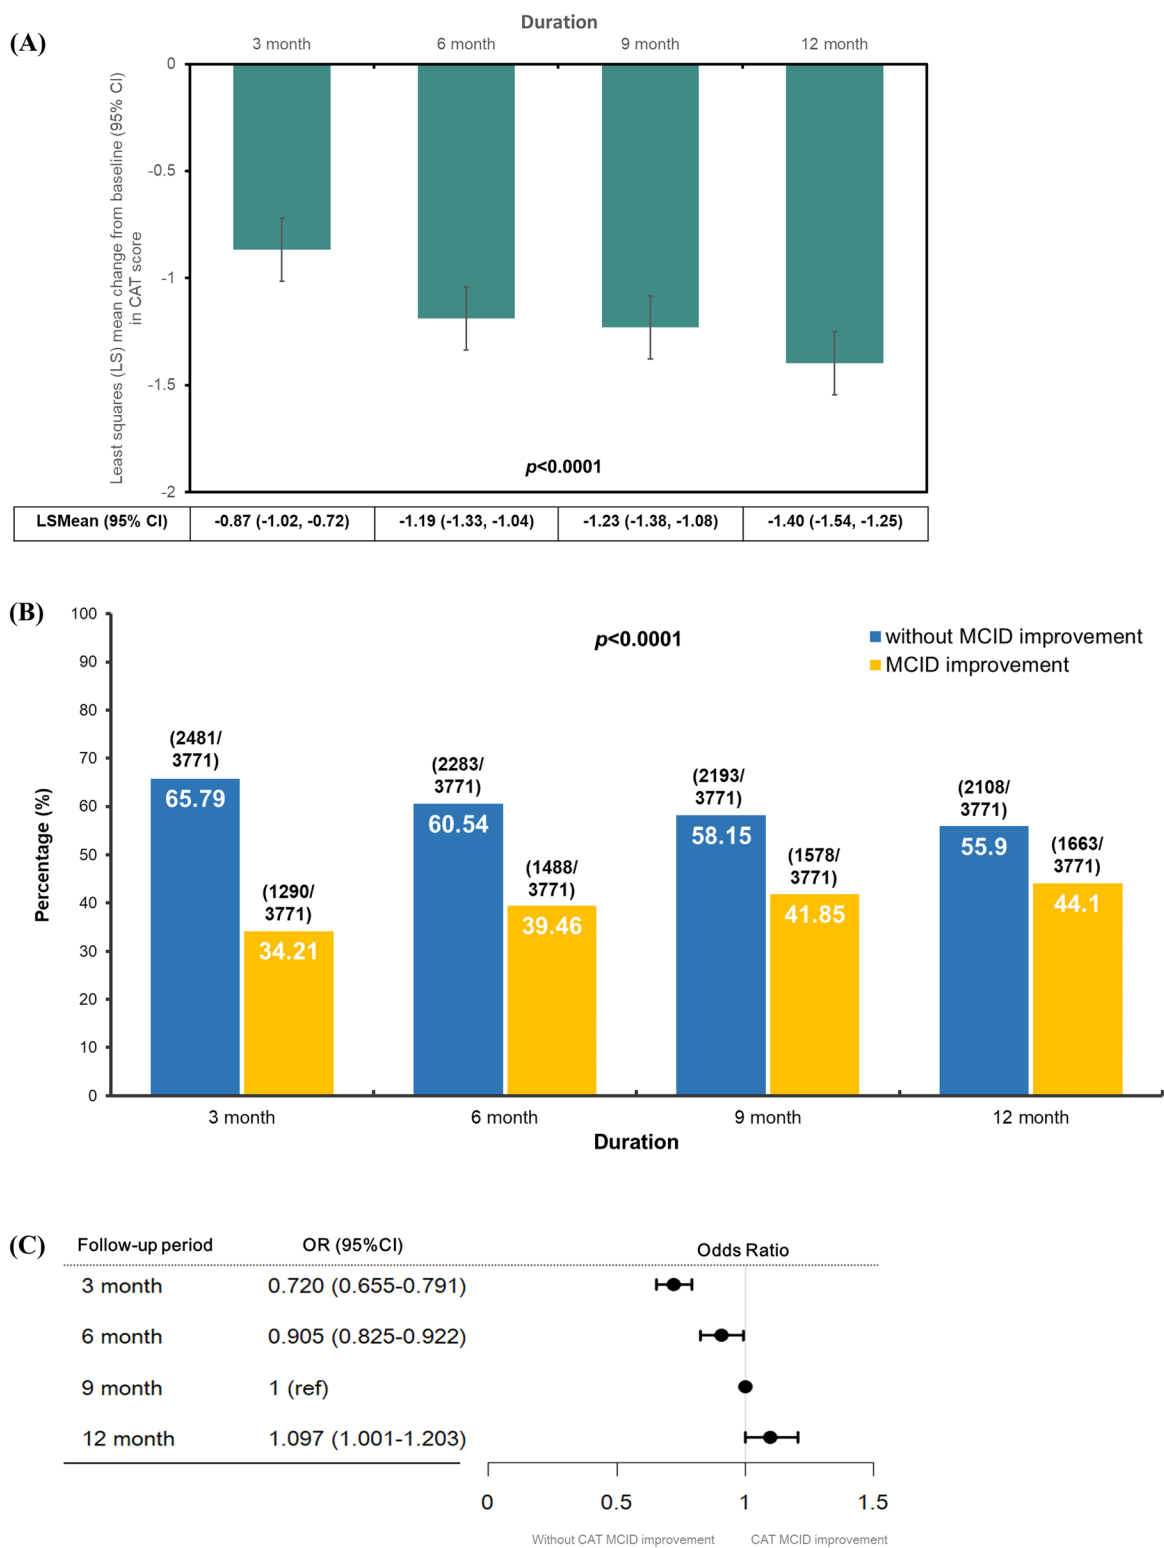 (A)
Duration
3 month 6 month 9 month 12 month
0
-0.5
-1
-1.5
-2
Least squares (LS) mean change from baseline (95% CI)
in CAT score
p<0.0001
LSMean (95% CI) -0.87 (-1.02, -0.72) -1.19 (-1.33, -1.04) -1.23 (-1.38, -1.08) -1.40 (-1.54, -1.25)
(B)
p<0.0001
without MCID improvement
MCID improvement
Percentage (%)
100
90
80
70
60
50
40
30
20
10
0
(2481/
3771)
65.79
(1290/
3771)
34.21
(2283/
3771)
60.54
(1488/
3771)
39.46
(2193/
3771)
58.15
(1578/
3771)
41.85
(2108/
3771)
55.9
(1663/
3771)
44.1
3 month 6 month 9 month 12 month
Duration
(C)
Follow-up period OR (95%CI) Odds Ratio
3 month 0.720 (0.655-0.791)
6 month 0.905 (0.825-0.922)
9 month 1 (ref)
12 month 1.097 (1.001-1.203)
0 0.5 1 1.5
Without CAT MCID improvement CAT MCID improvement